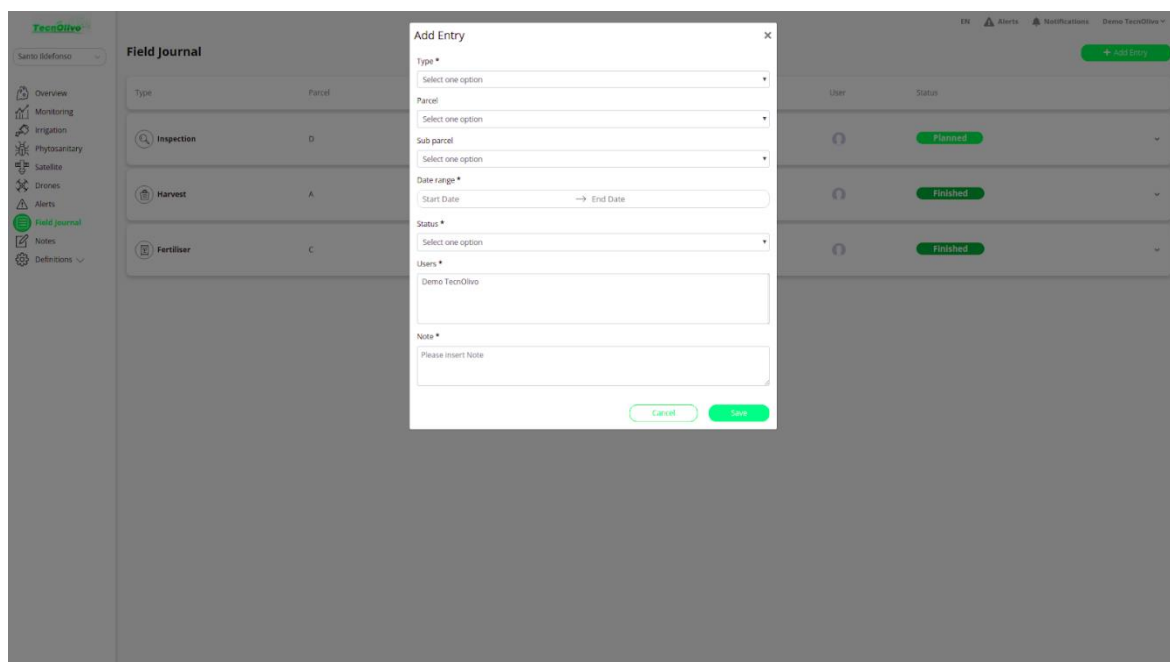 TecnOlivo
EN Alerts Notifications Demo TecnOlivo
Santo Ildefonso
Field Journal
+ Add Entry
Overview
Monitoring
Irrigation
Phytosanitary
Satellite
Drones
Alerts
Field Journal
Notes
Definitions
Type Parcel User Status
Inspection D Planned
Harvest A Finished
Fertiliser C Finished
Add Entry ×
Type *
Select one option
Parcel
Select one option
Sub parcel
Select one option
Date range *
Start Date → End Date
Status *
Select one option
Users *
Demo TecnOlivo
Note *
Please insert Note
Cancel Save